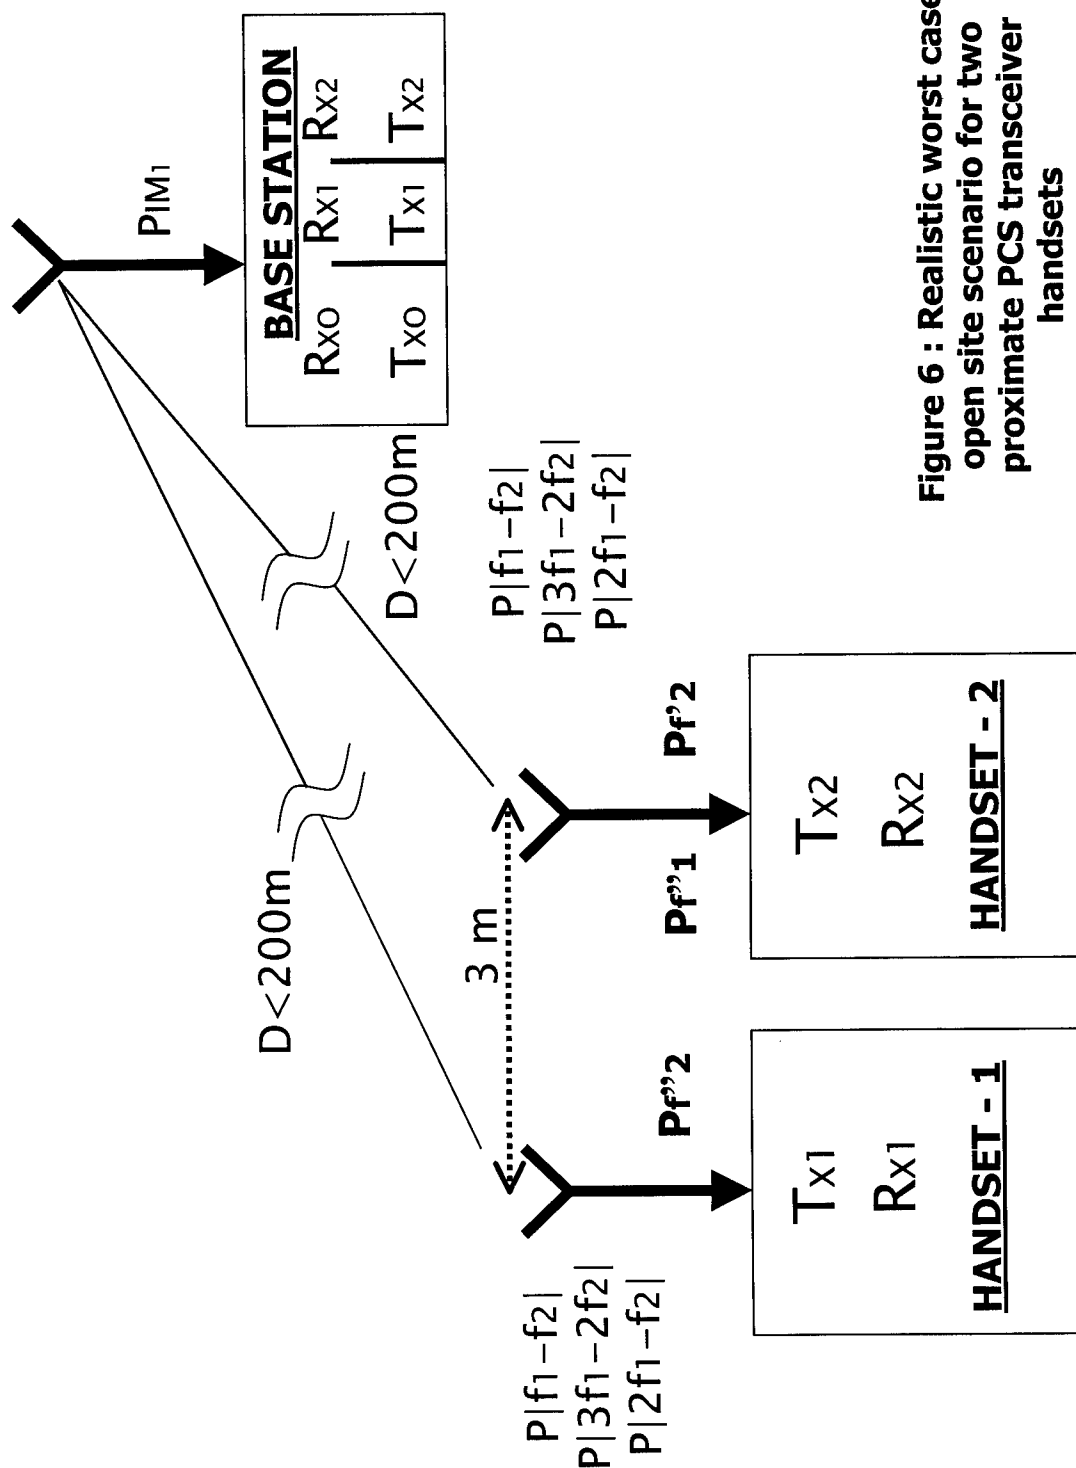 PIM1
BASE STATION
RX0 RX1 RX2
TX0 TX1 TX2
D<200m
D<200m
P|f1-f2|
P|3f1-2f2|
P|2f1-f2|
3 m
P|f1-f2|
P|3f1-2f2|
P|2f1-f2|
Pf"2
Pf"1
Pf'2
TX1
RX1
HANDSET - 1
TX2
RX2
HANDSET - 2
Figure 6 : Realistic worst case
open site scenario for two
proximate PCS transceiver
handsets